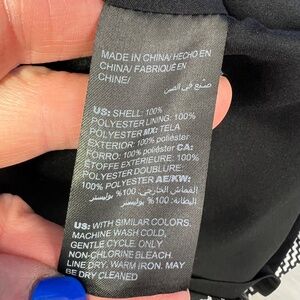 MADE IN CHINA/ HECHO EN
CHINA/ FABRIQUÉ EN
CHINE/
صنع في الصين
US: SHELL: 100%
POLYESTER LINING: 100%
POLYESTER MX: TELA
EXTERIOR: 100% poliéster
FORRO: 100% poliéster CA:
ÉTOFFE EXTÉRIEURE: 100%
POLYESTER DOUBLURE:
100% POLYESTER AE/KW:
القماش الخارجي: 100% بوليستر
البطانة: 100% بوليستر
US: WITH SIMILAR COLORS.
MACHINE WASH COLD,
GENTLE CYCLE. ONLY
NON-CHLORINE BLEACH.
LINE DRY. WARM IRON. MAY
BE DRY CLEANED